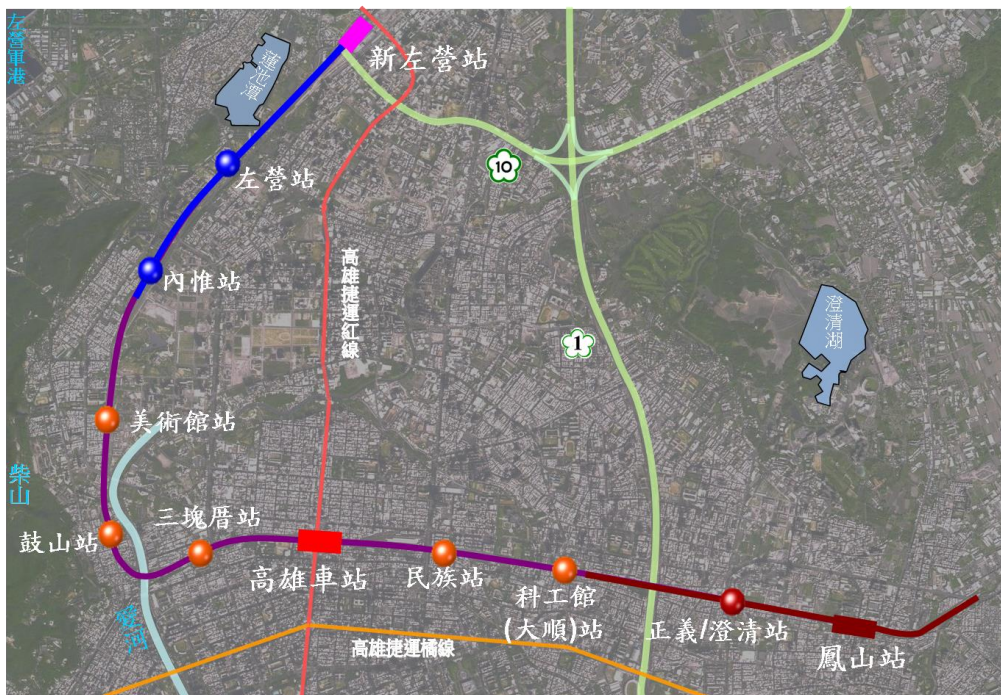 左營軍港
蓮池潭
新左營站
10
左營站
內惟站
高雄捷運紅線
澄清湖
1
美術館站
柴山
三塊厝站
鼓山站
高雄車站
民族站
科工館
(大順)站
正義/澄清站
鳳山站
愛河
高雄捷運橘線